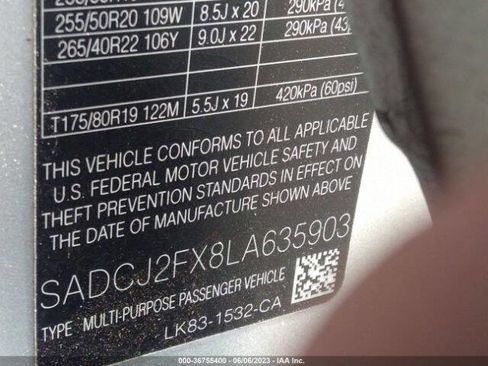 255/50R20 109W 8.5J x 20 290kPa
265/40R22 106Y 9.0J x 22 290kPa (43
T175/80R19 122M 5.5J x 19 420kPa (60psi)
THIS VEHICLE CONFORMS TO ALL APPLICABLE
U.S. FEDERAL MOTOR VEHICLE SAFETY AND
THEFT PREVENTION STANDARDS IN EFFECT ON
THE DATE OF MANUFACTURE SHOWN ABOVE
SADCJ2FX8LA635903
TYPE: MULTI-PURPOSE PASSENGER VEHICLE
LK83-1532-CA
000-36755400 - 06/06/2023 - IAA Inc.